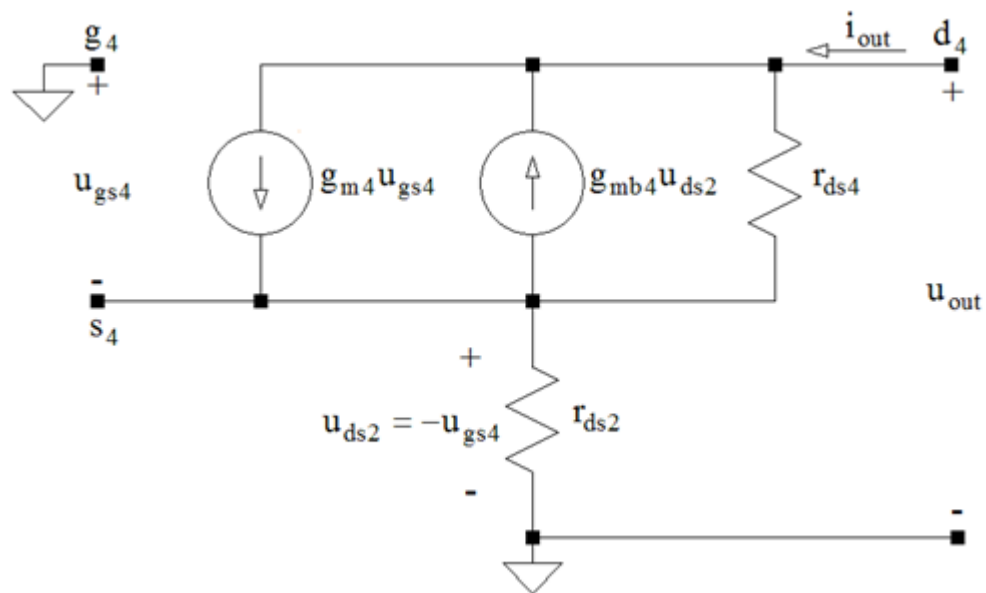 g4
iout
d4
+
+
ugs4
gm4ugs4
gmb4uds2
rds4
-
s4
uout
+
uds2 = −ugs4
rds2
-
-